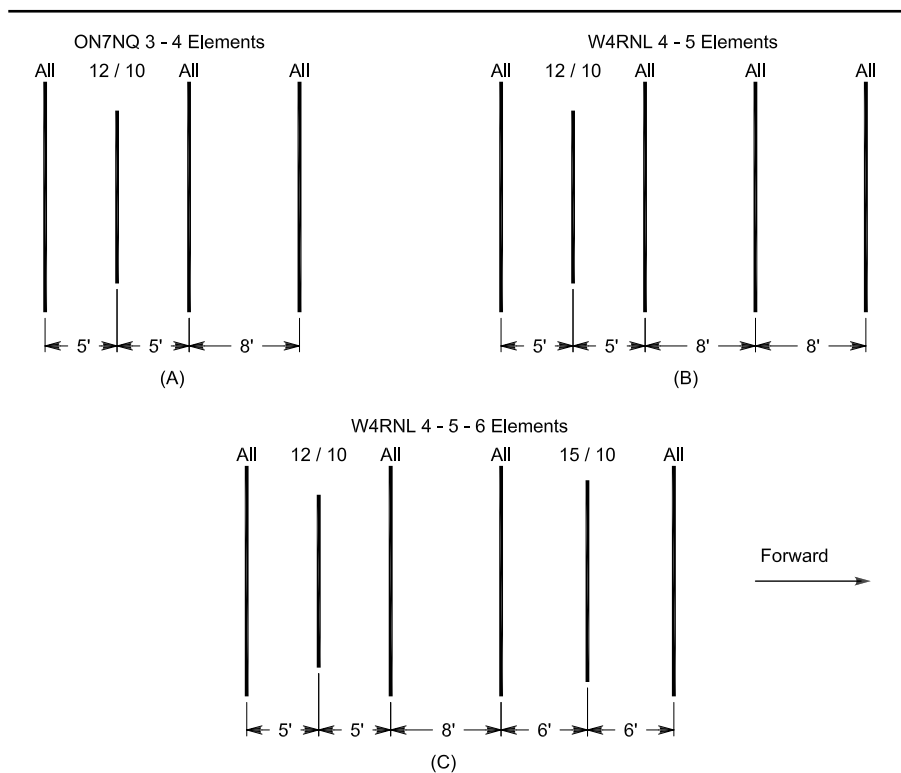 ON7NQ 3 - 4 Elements
All 12 / 10 All All
5' 5' 8'
(A)
W4RNL 4 - 5 Elements
All 12 / 10 All All All
5' 5' 8' 8'
(B)
W4RNL 4 - 5 - 6 Elements
All 12 / 10 All All 15 / 10 All
Forward
5' 5' 8' 6' 6'
(C)